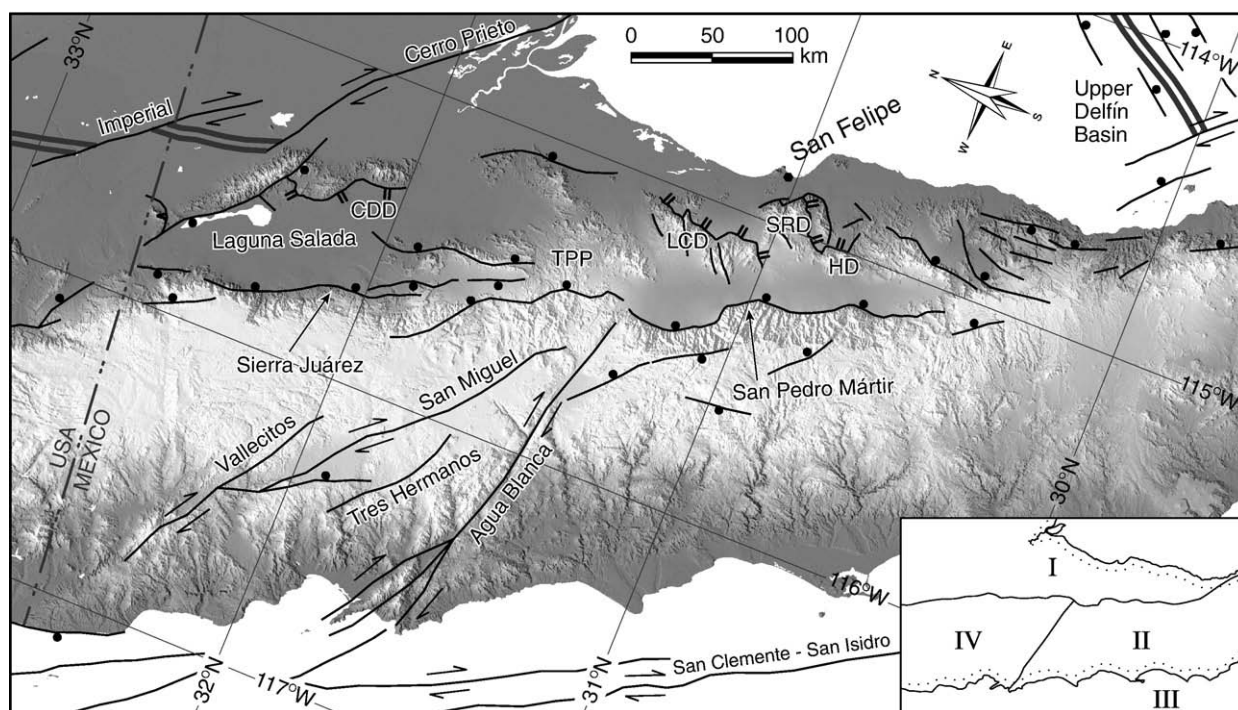 33°N
Imperial
Cerro Prieto
0 50 100
km
N
E
S
W
San Felipe
Upper
Delfín
Basin
114°W
CDD
Laguna Salada
TPP
LCD
SRD
HD
Sierra Juárez
San Miguel
San Pedro Mártir
115°W
USA
MÉXICO
Vallecitos
Tres Hermanos
Agua Blanca
30°N
116°W
32°N
117°W
31°N
San Clemente - San Isidro
I
IV
II
III